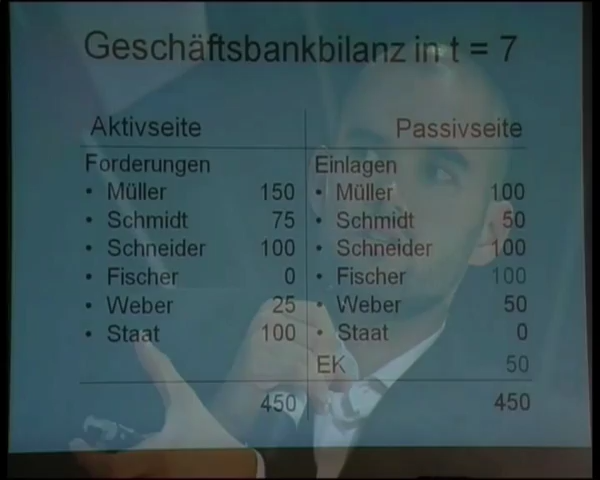 Geschäftsbankbilanz in t = 7
Aktivseite Passivseite
Forderungen Einlagen
• Müller 150 • Müller 100
• Schmidt 75 • Schmidt 50
• Schneider 100 • Schneider 100
• Fischer 0 • Fischer 100
• Weber 25 • Weber 50
• Staat 100 • Staat 0
EK 50
450 450